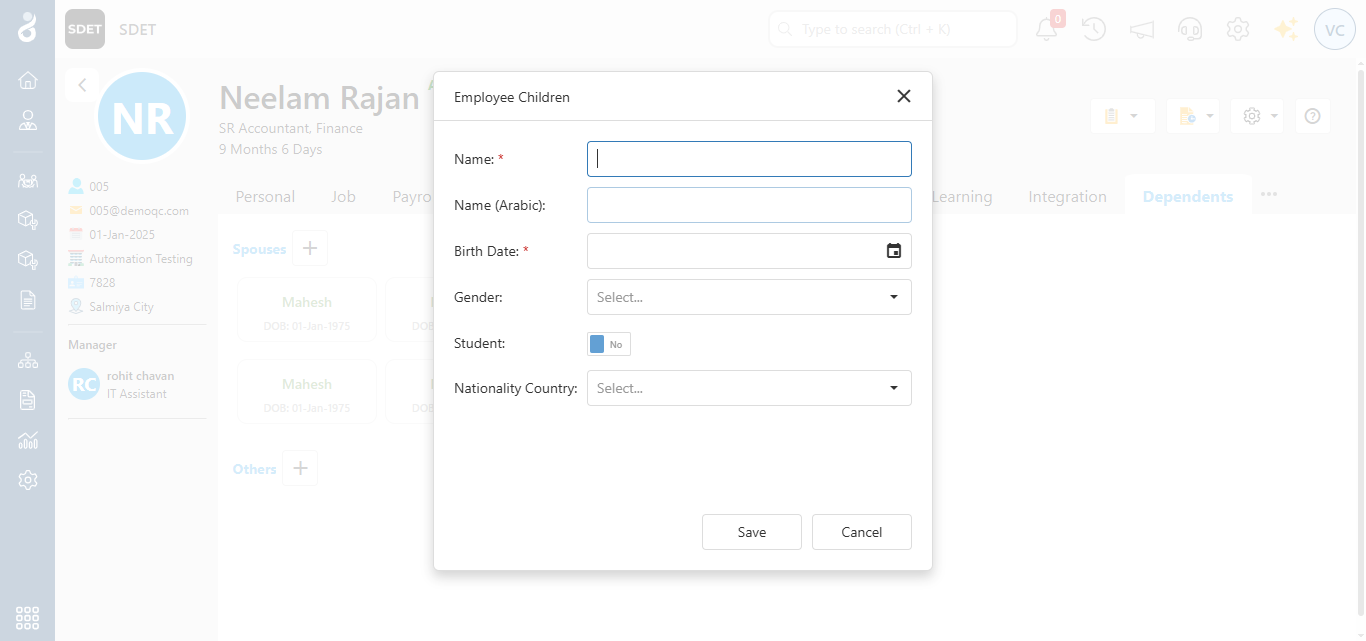 SDET SDET Type to search (Ctrl + K) 0 VC
NR
Neelam Rajan
SR Accountant, Finance
9 Months 6 Days
005
005@democ.com
01-Jan-2025
Automation Testing
7828
Salmiya City
Manager
RC rohit chavan
IT Assistant
Personal Job Payro Learning Integration Dependents
Spouses
Mahesh
DOB: 01-Jan-1975
Mahesh
DOB: 01-Jan-1975
Others
Employee Children
Name: *
Name (Arabic):
Birth Date: *
Gender: Select...
Student: No
Nationality Country: Select...
Save Cancel